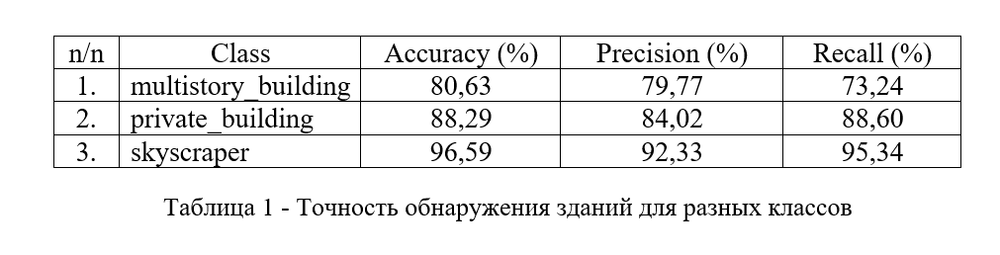 n/n Class Accuracy (%) Precision (%) Recall (%)
1. multistory_building 80,63 79,77 73,24
2. private_building 88,29 84,02 88,60
3. skyscraper 96,59 92,33 95,34
Таблица 1 - Точность обнаружения зданий для разных классов